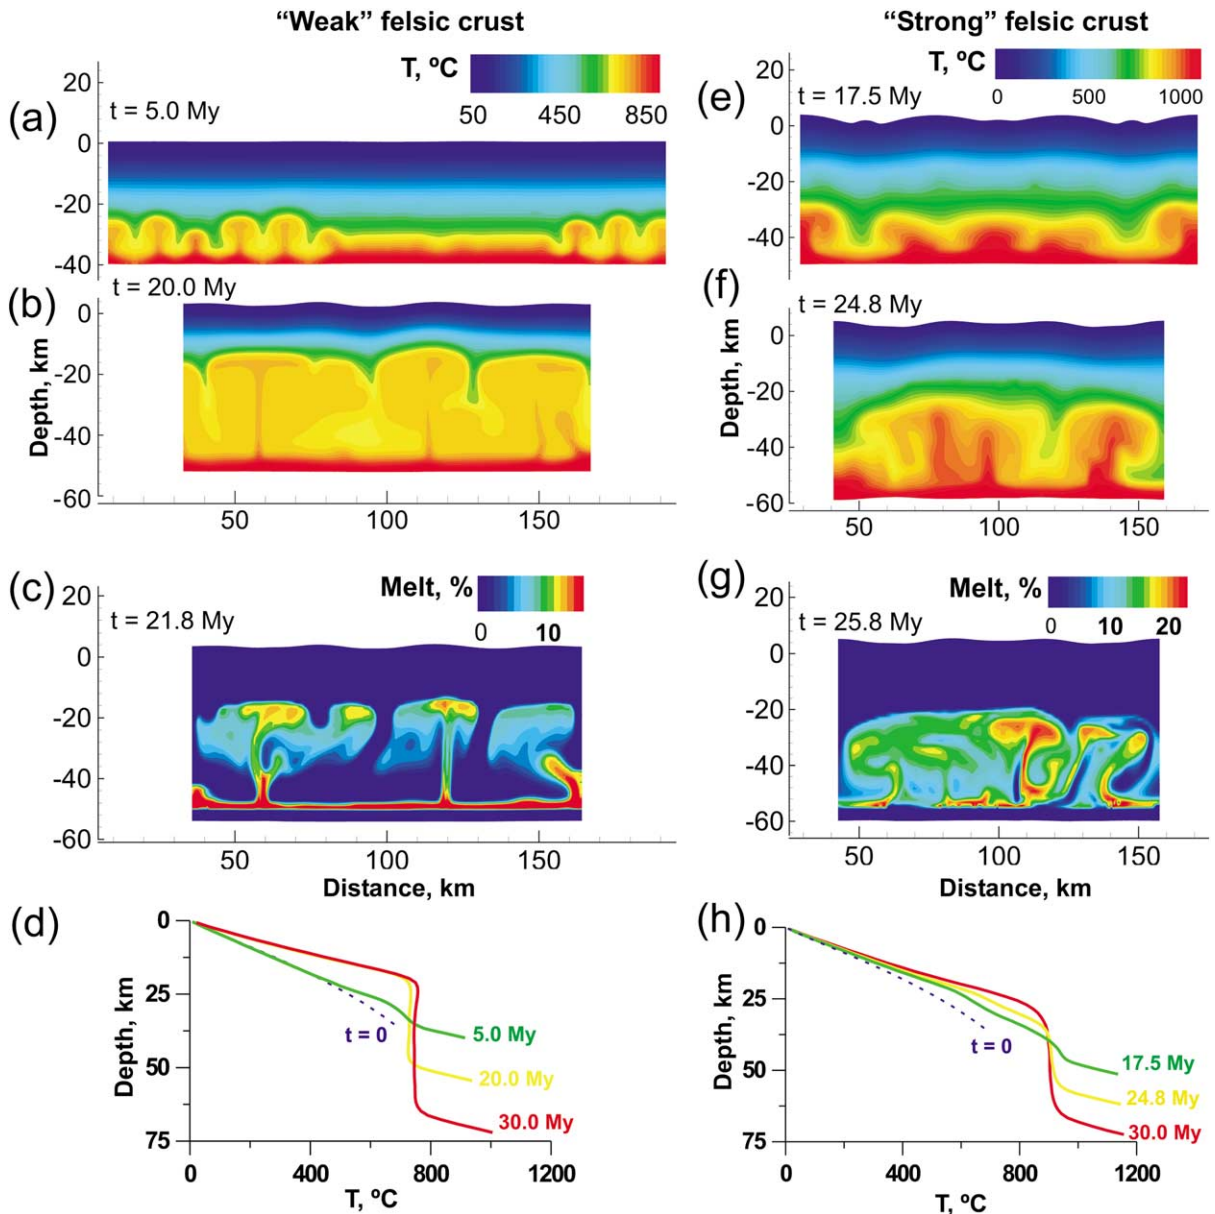 “Weak” felsic crust
T, ºC
50 450 850
(a)
t = 5.0 My
20
0
-20
-40
(b)
t = 20.0 My
0
-20
-40
-60
Depth, km
50 100 150
(c)
Melt, %
0 10
t = 21.8 My
20
0
-20
-40
-60
50 100 150
Distance, km
(d)
0
25
50
75
Depth, km
t = 0
5.0 My
20.0 My
30.0 My
0 400 800 1200
T, ºC
“Strong” felsic crust
T, ºC
0 500 1000
(e)
t = 17.5 My
20
0
-20
-40
(f)
t = 24.8 My
0
-20
-40
-60
Depth, km
50 100 150
(g)
Melt, %
0 10 20
t = 25.8 My
20
0
-20
-40
-60
50 100 150
Distance, km
(h)
0
25
50
75
Depth, km
t = 0
17.5 My
24.8 My
30.0 My
0 400 800 1200
T, ºC